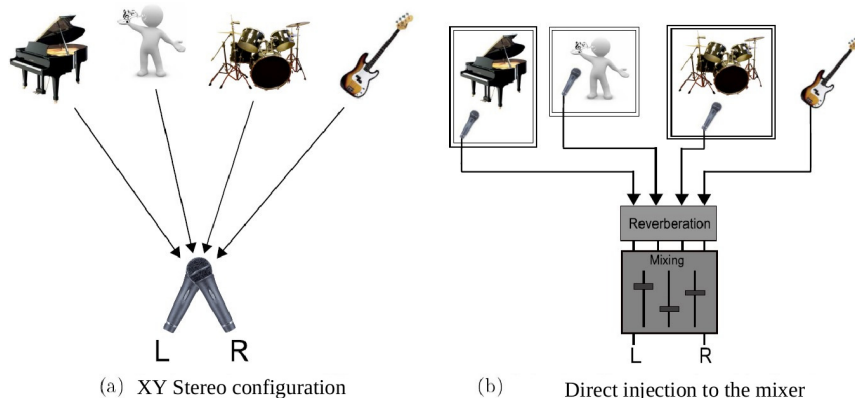 L R
(a) XY Stereo configuration
Reverberation
Mixing
L R
(b) Direct injection to the mixer